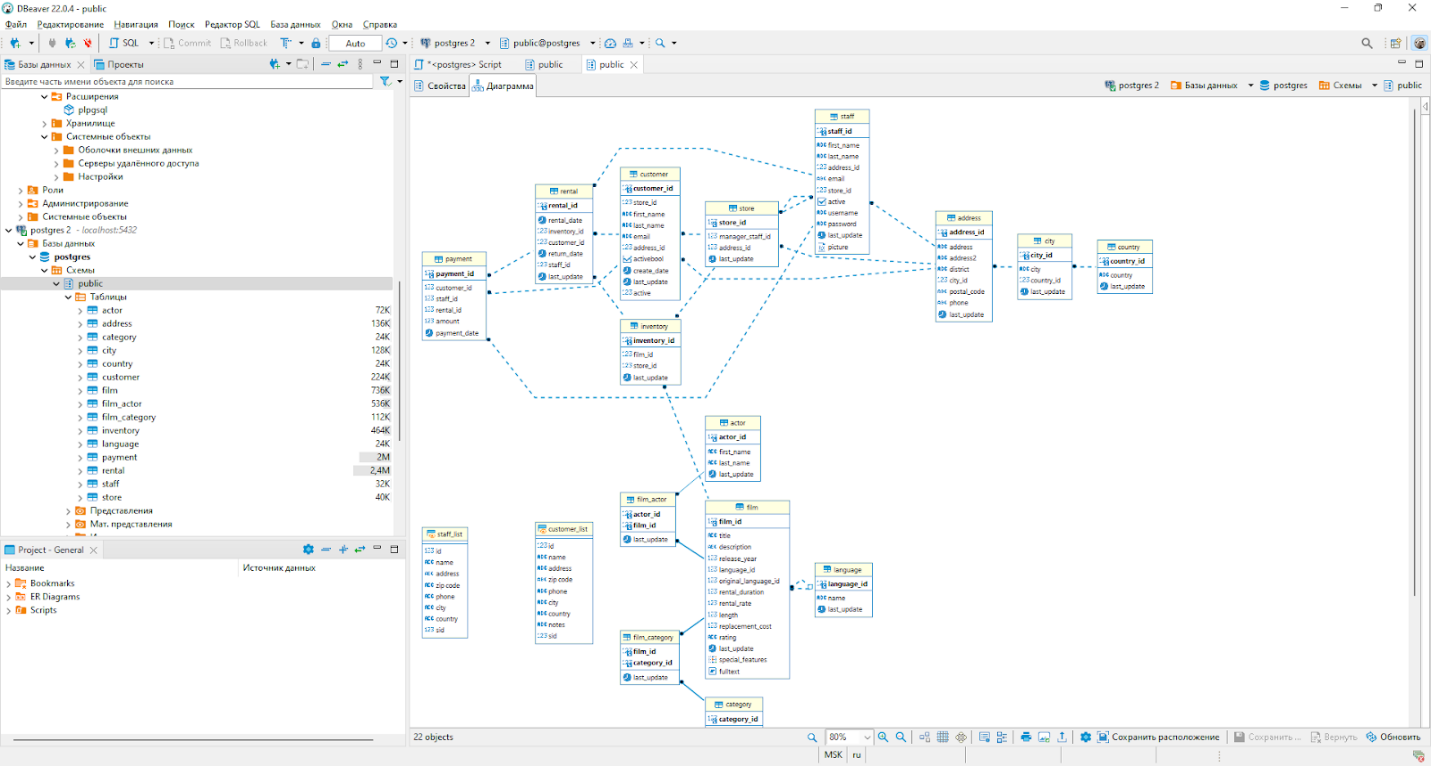 DBeaver 22.0.4 - public
Файл Редактирование Навигация Поиск Редактор SQL База данных Окна Справка
SQL Commit Rollback Auto postgres 2 public@postgres
Базы данных Проекты
Введите часть имени объекта для поиска
Расширения
plpgsql
Хранилище
Системные объекты
Оболочки внешних данных
Серверы удалённого доступа
Настройки
Роли
Администрирование
Системные объекты
postgres 2 - localhost:5432
Базы данных
postgres
Схемы
public
Таблицы
actor 72K
address 136K
category 24K
city 128K
country 24K
customer 224K
film 736K
film_actor 536K
film_category 112K
inventory 464K
language 24K
payment 2M
rental 2,4M
staff 32K
store 40K
Представления
Мат. представления
Project - General
Название Источник данных
Bookmarks
ER Diagrams
Scripts
*<postgres> Script public public
Свойства Диаграмма
postgres 2 Базы данных postgres Схемы public
payment
payment_id
customer_id
staff_id
rental_id
amount
payment_date
rental
rental_id
rental_date
inventory_id
customer_id
return_date
staff_id
last_update
customer
customer_id
store_id
first_name
last_name
email
address_id
activebool
create_date
last_update
active
store
store_id
manager_staff_id
address_id
last_update
staff
staff_id
first_name
last_name
address_id
email
store_id
active
username
password
last_update
picture
address
address_id
address
address2
district
city_id
postal_code
phone
last_update
city
city_id
city
country_id
last_update
country
country_id
country
last_update
inventory
inventory_id
film_id
store_id
last_update
actor
actor_id
first_name
last_name
last_update
film_actor
actor_id
film_id
last_update
film
film_id
title
description
release_year
language_id
original_language_id
rental_duration
rental_rate
length
replacement_cost
rating
last_update
special_features
fulltext
language
language_id
name
last_update
staff_list
id
name
address
zip code
phone
city
country
sid
customer_list
id
name
address
zip code
phone
city
country
notes
sid
film_category
film_id
category_id
last_update
category
category_id
22 objects 80% Сохранить расположение Сохранить ... Вернуть Обновить
MSK ru